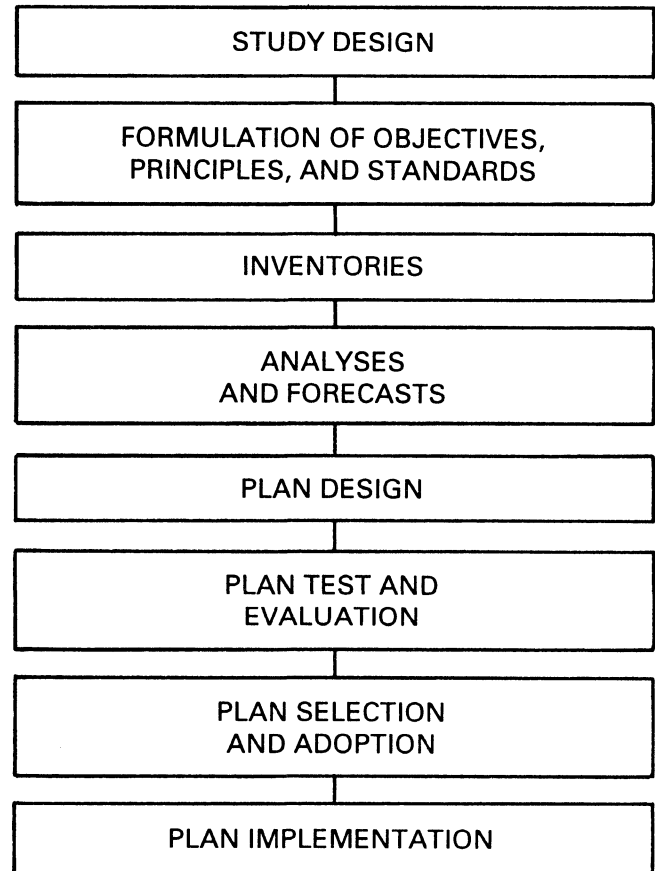 STUDY DESIGN
FORMULATION OF OBJECTIVES,
PRINCIPLES, AND STANDARDS
INVENTORIES
ANALYSES
AND FORECASTS
PLAN DESIGN
PLAN TEST AND
EVALUATION
PLAN SELECTION
AND ADOPTION
PLAN IMPLEMENTATION